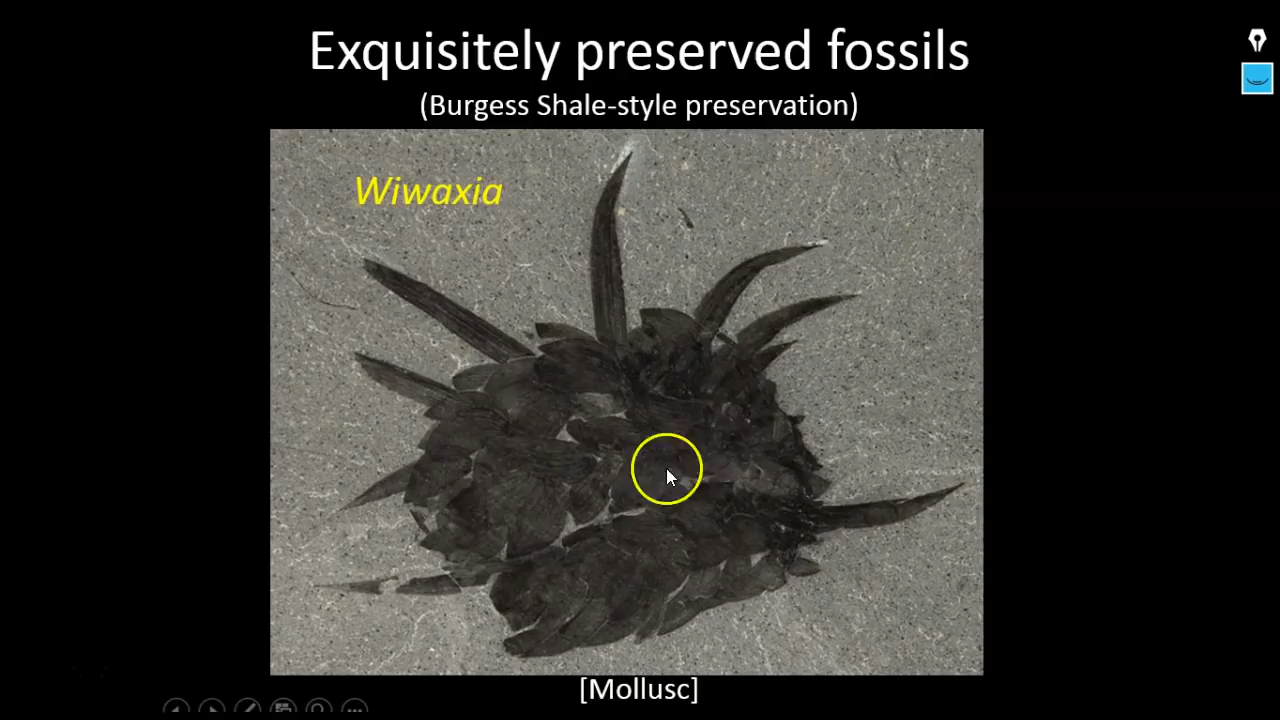 Exquisitely preserved fossils
(Burgess Shale-style preservation)
Wiwaxia
[Mollusc]